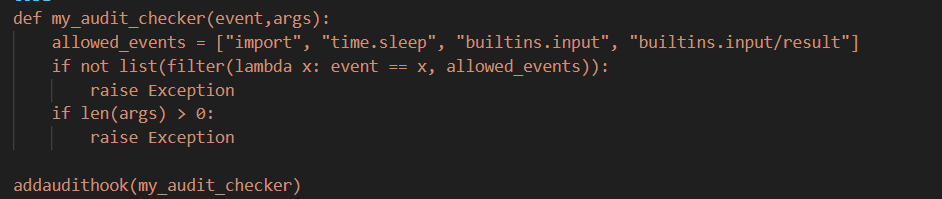 def my_audit_checker(event,args):
    allowed_events = ["import", "time.sleep", "builtins.input", "builtins.input/result"]
    if not list(filter(lambda x: event == x, allowed_events)):
        raise Exception
    if len(args) > 0:
        raise Exception

addaudithook(my_audit_checker)